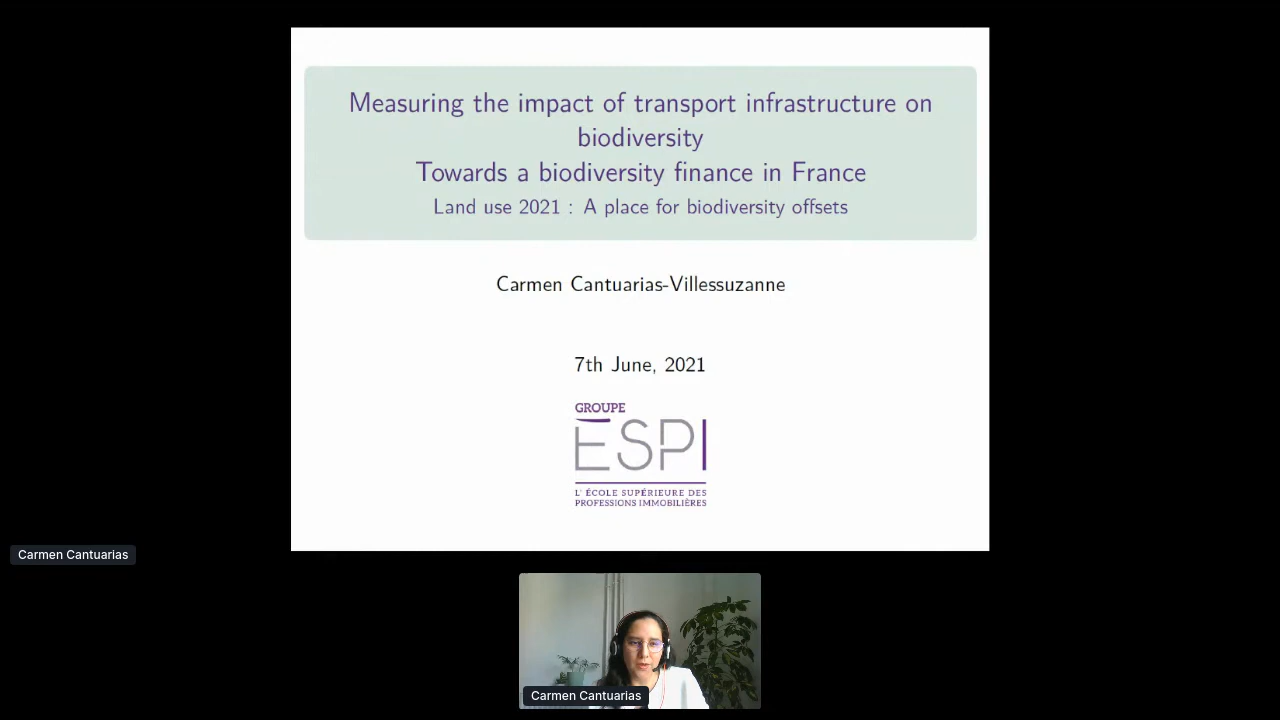 Measuring the impact of transport infrastructure on
biodiversity
Towards a biodiversity finance in France
Land use 2021 : A place for biodiversity offsets
Carmen Cantuarias-Villessuzanne
7th June, 2021
GROUPE
ESPI
L' ÉCOLE SUPÉRIEURE DES
PROFESSIONS IMMOBILIÈRES
Carmen Cantuarias
Carmen Cantuarias